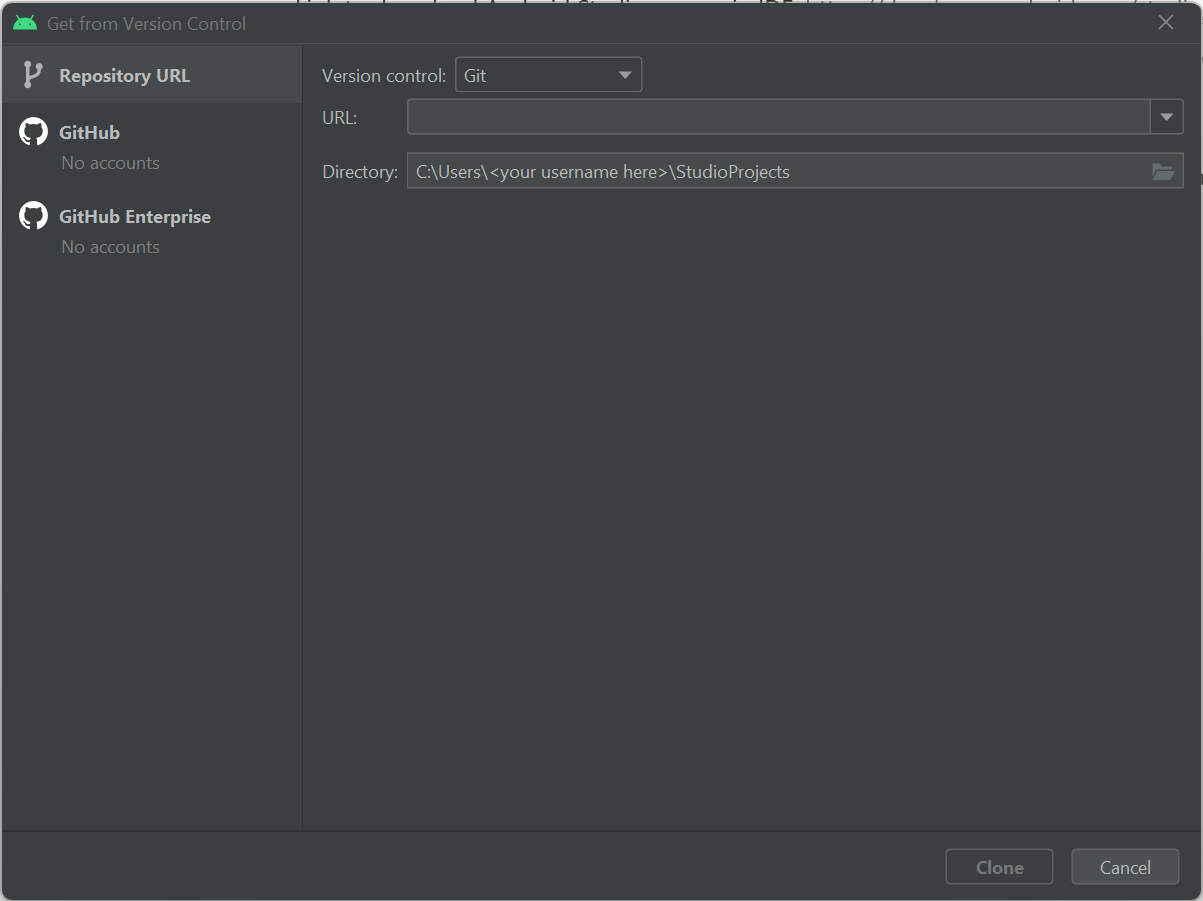 Get from Version Control
Repository URL
Version control: Git
URL:
GitHub
No accounts
Directory: C:\Users\<your username here>\StudioProjects
GitHub Enterprise
No accounts
Clone
Cancel